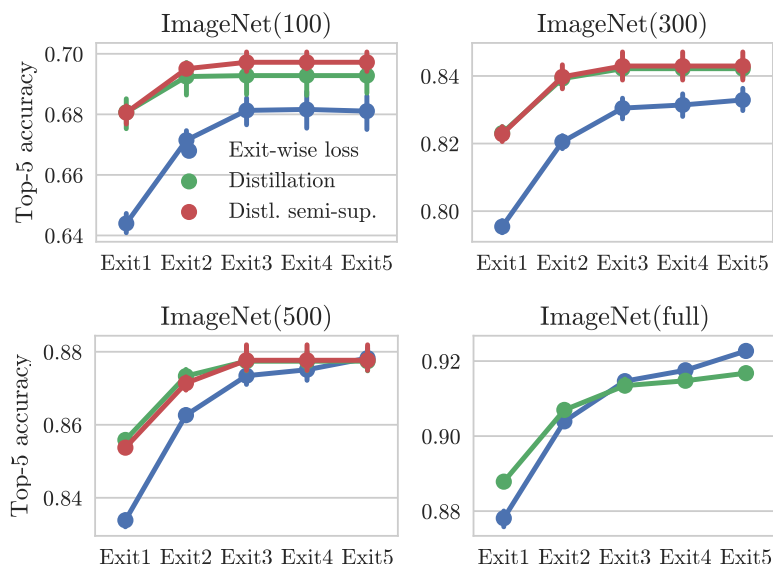 ImageNet(100)
Top-5 accuracy
0.70
0.68
0.66
0.64
Exit-wise loss
Distillation
Distl. semi-sup.
Exit1 Exit2 Exit3 Exit4 Exit5
ImageNet(300)
0.84
0.82
0.80
Exit1 Exit2 Exit3 Exit4 Exit5
ImageNet(500)
Top-5 accuracy
0.88
0.86
0.84
Exit1 Exit2 Exit3 Exit4 Exit5
ImageNet(full)
0.92
0.90
0.88
Exit1 Exit2 Exit3 Exit4 Exit5